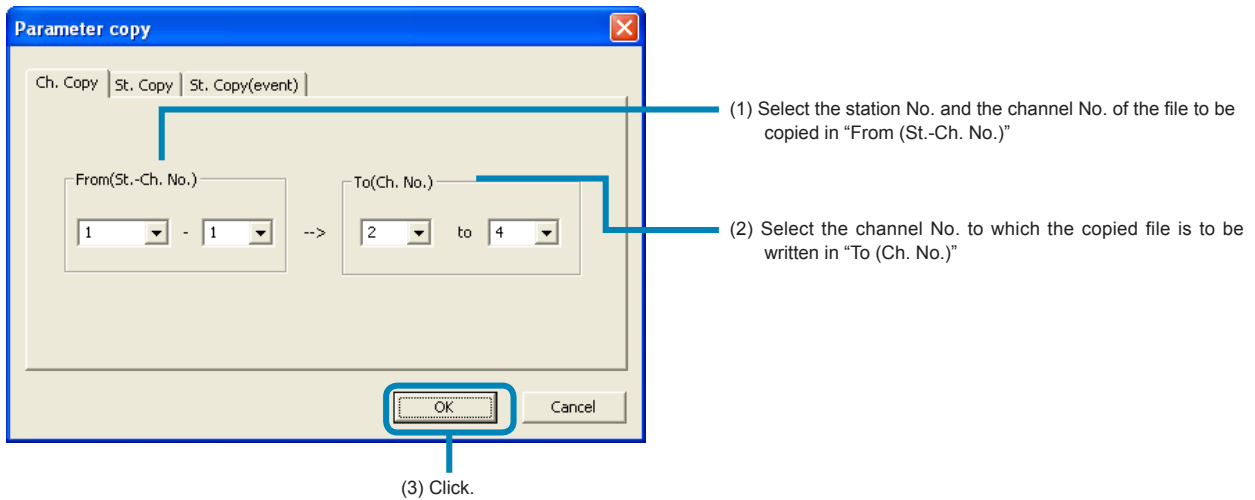 Parameter copy
Ch. Copy St. Copy St. Copy(event)
(1) Select the station No. and the channel No. of the file to be
copied in “From (St.-Ch. No.)”
From(St.-Ch. No.) To(Ch. No.)
1 - 1 --> 2 to 4
(2) Select the channel No. to which the copied file is to be
written in “To (Ch. No.)”
OK Cancel
(3) Click.